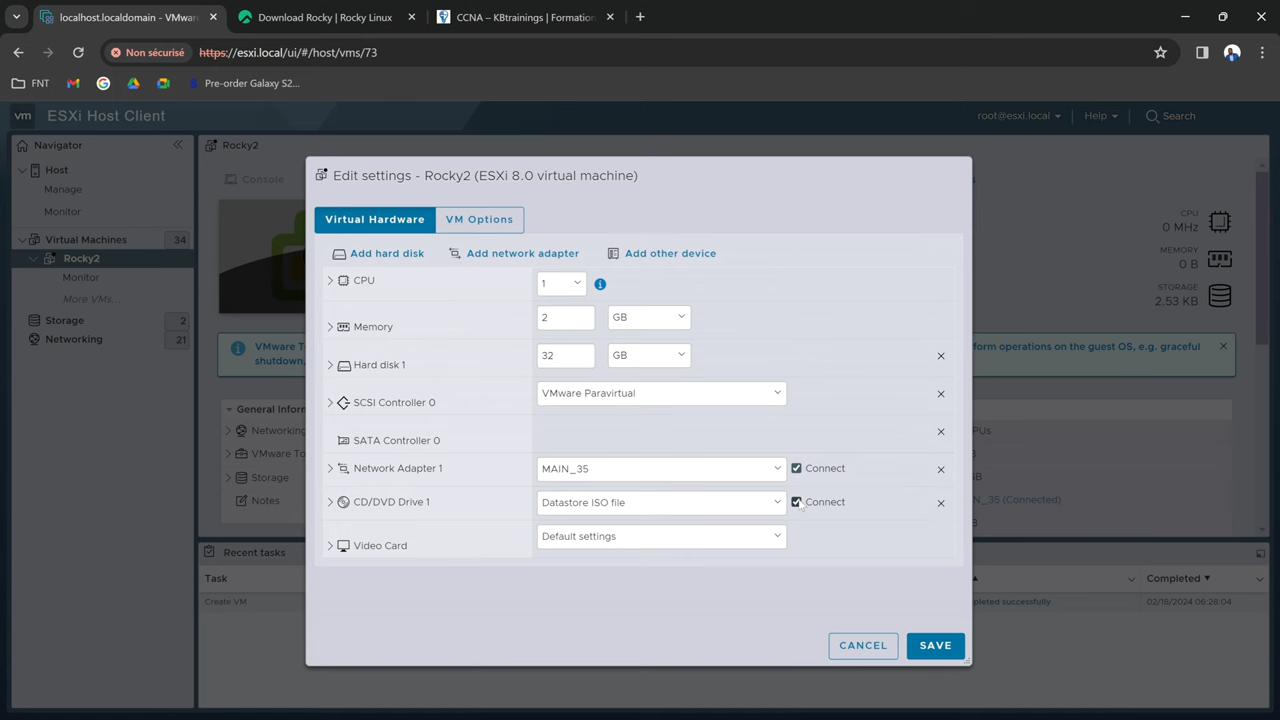 localhost.localdomain - VMwar
Download Rocky | Rocky Linux
CCNA – KBtrainings | Formation
Non sécurisé
https://esxi.local/ui/#/host/vms/73
FNT
Pre-order Galaxy S2...
vm
ESXi Host Client
root@esxi.local
Help
Search
Navigator
Rocky2
Host
Manage
Monitor
Console
Virtual Machines
34
Rocky2
Monitor
More VMs...
Storage
2
Networking
21
CPU
0 MHz
MEMORY
0 B
STORAGE
2.53 KB
VMware T
form operations on the guest OS, e.g. graceful
shutdown,
General Inform
Networking
VMware To
Storage
Notes
PUs
N_35 (Connected)
B
Edit settings - Rocky2 (ESXi 8.0 virtual machine)
Virtual Hardware
VM Options
Add hard disk
Add network adapter
Add other device
CPU
1
Memory
2
GB
Hard disk 1
32
GB
SCSI Controller 0
VMware Paravirtual
SATA Controller 0
Network Adapter 1
MAIN_35
Connect
CD/DVD Drive 1
Datastore ISO file
Connect
Video Card
Default settings
CANCEL
SAVE
Recent tasks
Task
Completed
Create VM
pleted successfully
02/18/2024 06:28:04